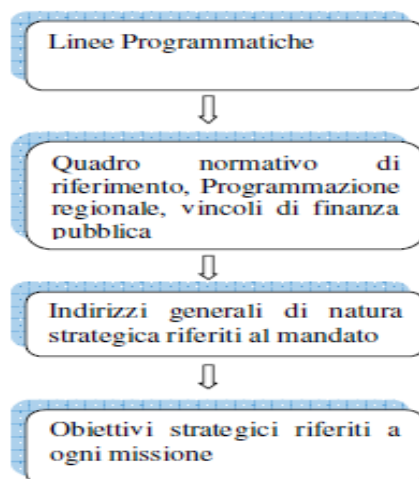 Linee Programmatiche
Quadro normativo di
riferimento, Programmazione
regionale, vincoli di finanza
pubblica
Indirizzi generali di natura
strategica riferiti al mandato
Obiettivi strategici riferiti a
ogni missione